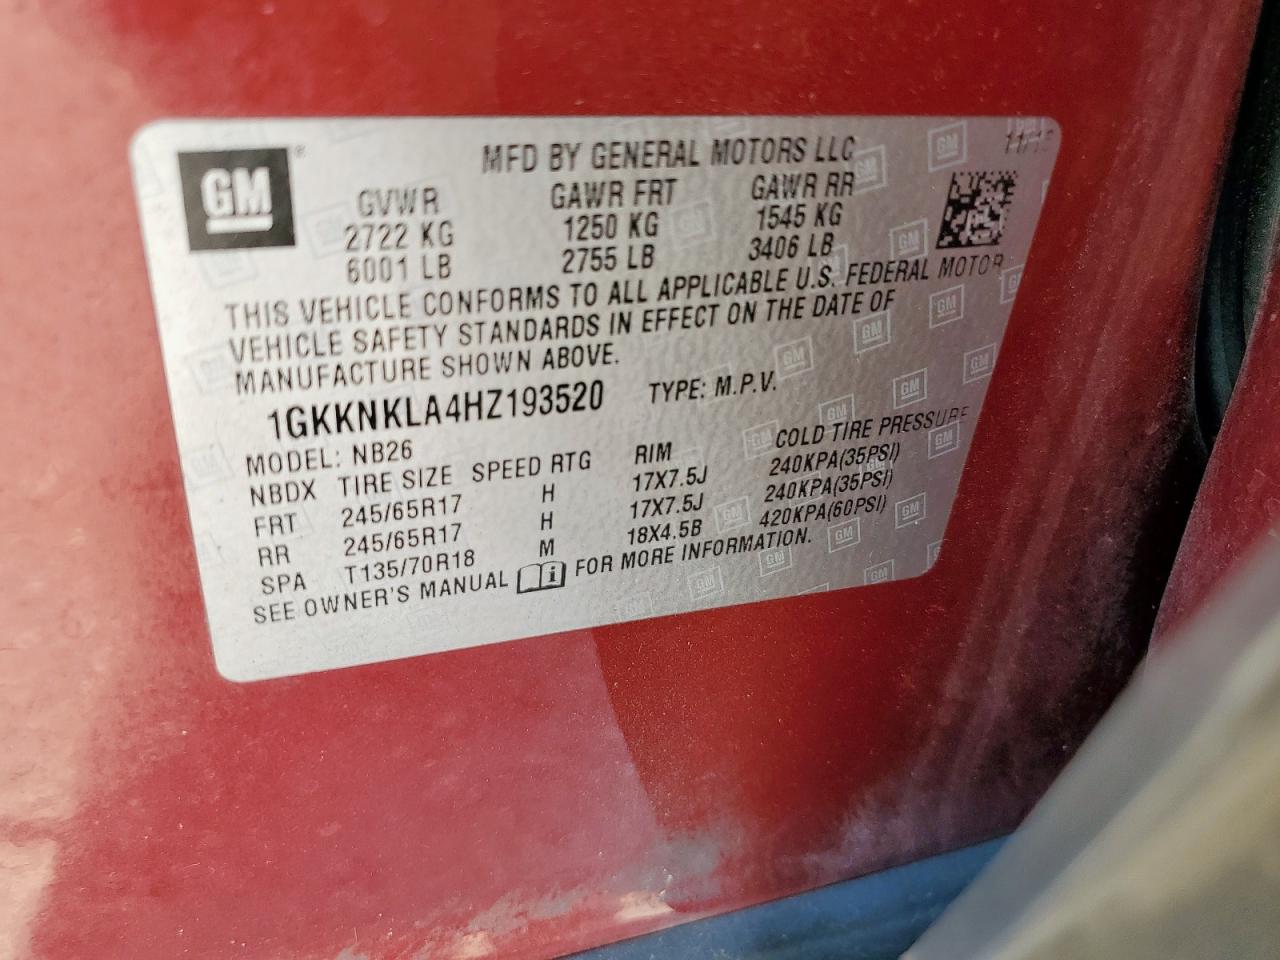 GM
MFD BY GENERAL MOTORS LLC
GVWR GAWR FRT GAWR RR
2722 KG 1250 KG 1545 KG
6001 LB 2755 LB 3406 LB
THIS VEHICLE CONFORMS TO ALL APPLICABLE U.S. FEDERAL MOTOR
VEHICLE SAFETY STANDARDS IN EFFECT ON THE DATE OF
MANUFACTURE SHOWN ABOVE.
1GKKNKLA4HZ193520 TYPE: M.P.V.
MODEL: NB26
NBDX TIRE SIZE SPEED RTG RIM COLD TIRE PRESSURE
FRT 245/65R17 H 17X7.5J 240KPA(35PSI)
RR 245/65R17 H 17X7.5J 240KPA(35PSI)
SPA T135/70R18 M 18X4.5B 420KPA(60PSI)
SEE OWNER'S MANUAL FOR MORE INFORMATION.